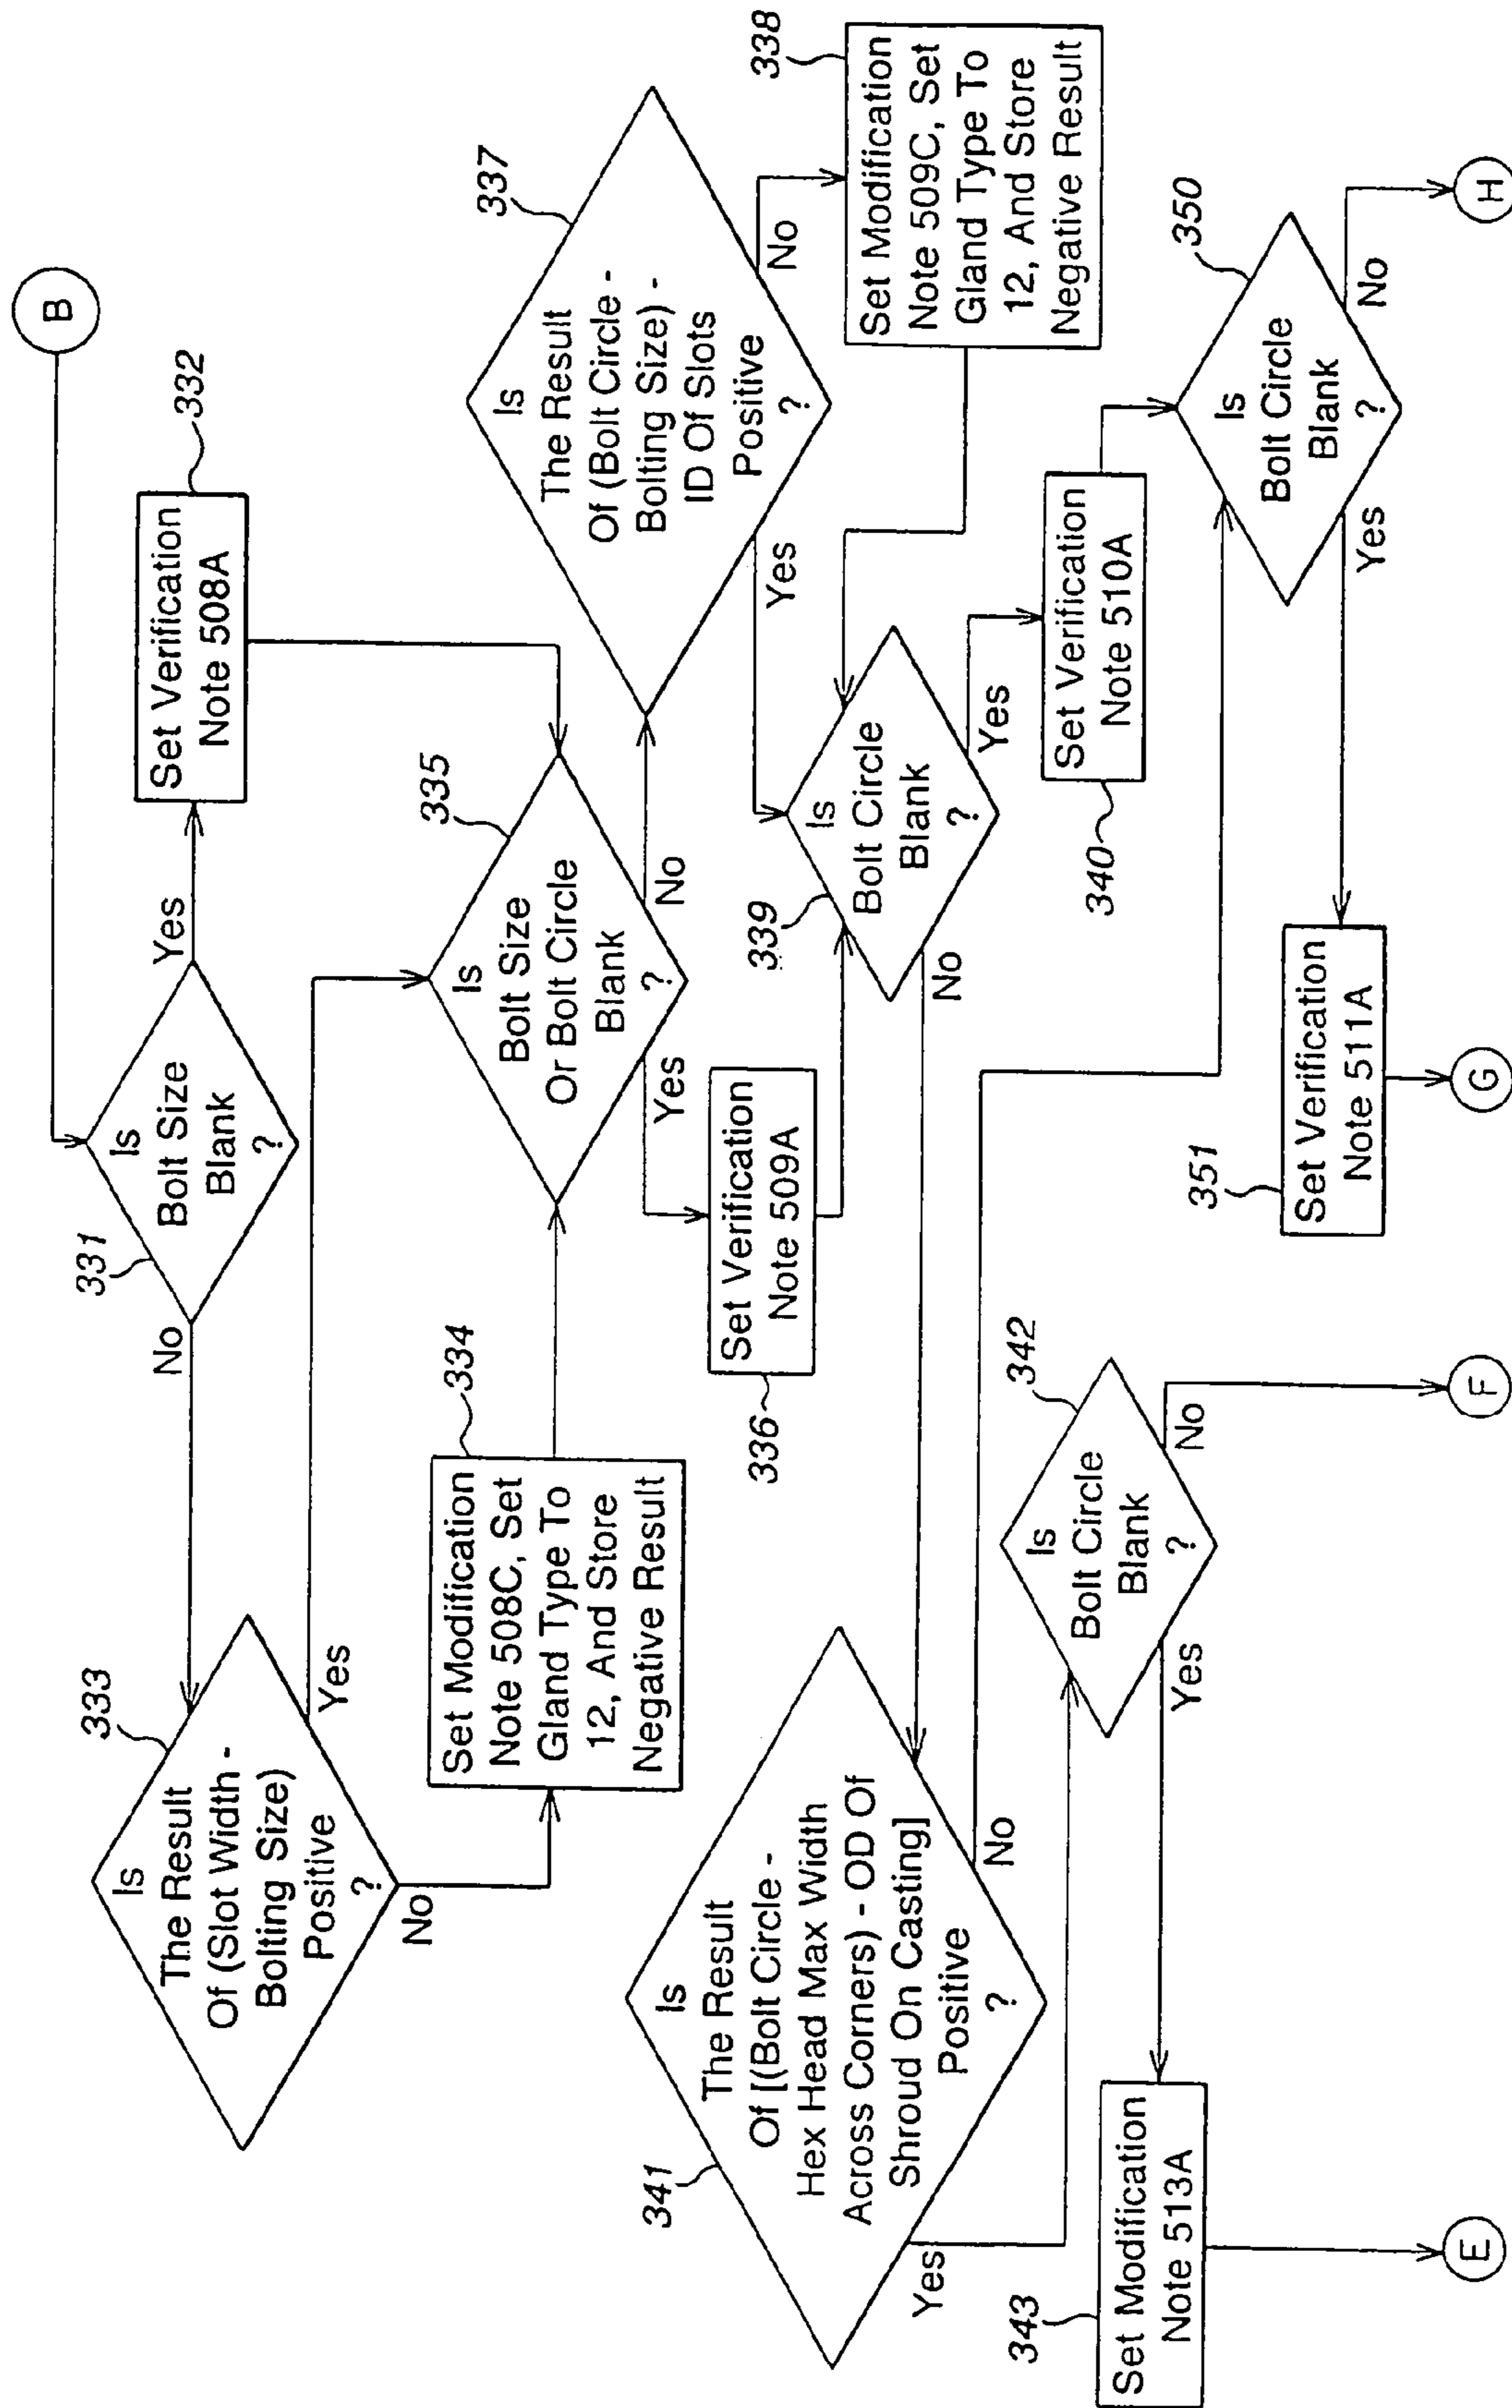 B
331
Is
Bolt Size
Blank
?
Yes
No
332
Set Verification
Note 508A
333
Is
The Result
Of (Slot Width -
Bolting Size)
Positive
?
Yes
No
334
Set Modification
Note 508C, Set
Gland Type To
12, And Store
Negative Result
335
Is
Bolt Size
Or Bolt Circle
Blank
?
Yes
No
336
Set Verification
Note 509A
337
Is
The Result
Of (Bolt Circle -
Bolting Size) -
ID Of Slots
Positive
?
Yes
No
338
Set Modification
Note 509C, Set
Gland Type To
12, And Store
Negative Result
339
Is
Bolt Circle
Blank
?
No
Yes
340
Set Verification
Note 510A
341
Is
The Result
Of [(Bolt Circle -
Hex Head Max Width
Across Corners) - OD Of
Shroud On Casting]
Positive
?
Yes
No
342
Is
Bolt Circle
Blank
?
Yes
No
343
Set Modification
Note 513A
350
Is
Bolt Circle
Blank
?
Yes
No
351
Set Verification
Note 511A
E
F
G
H